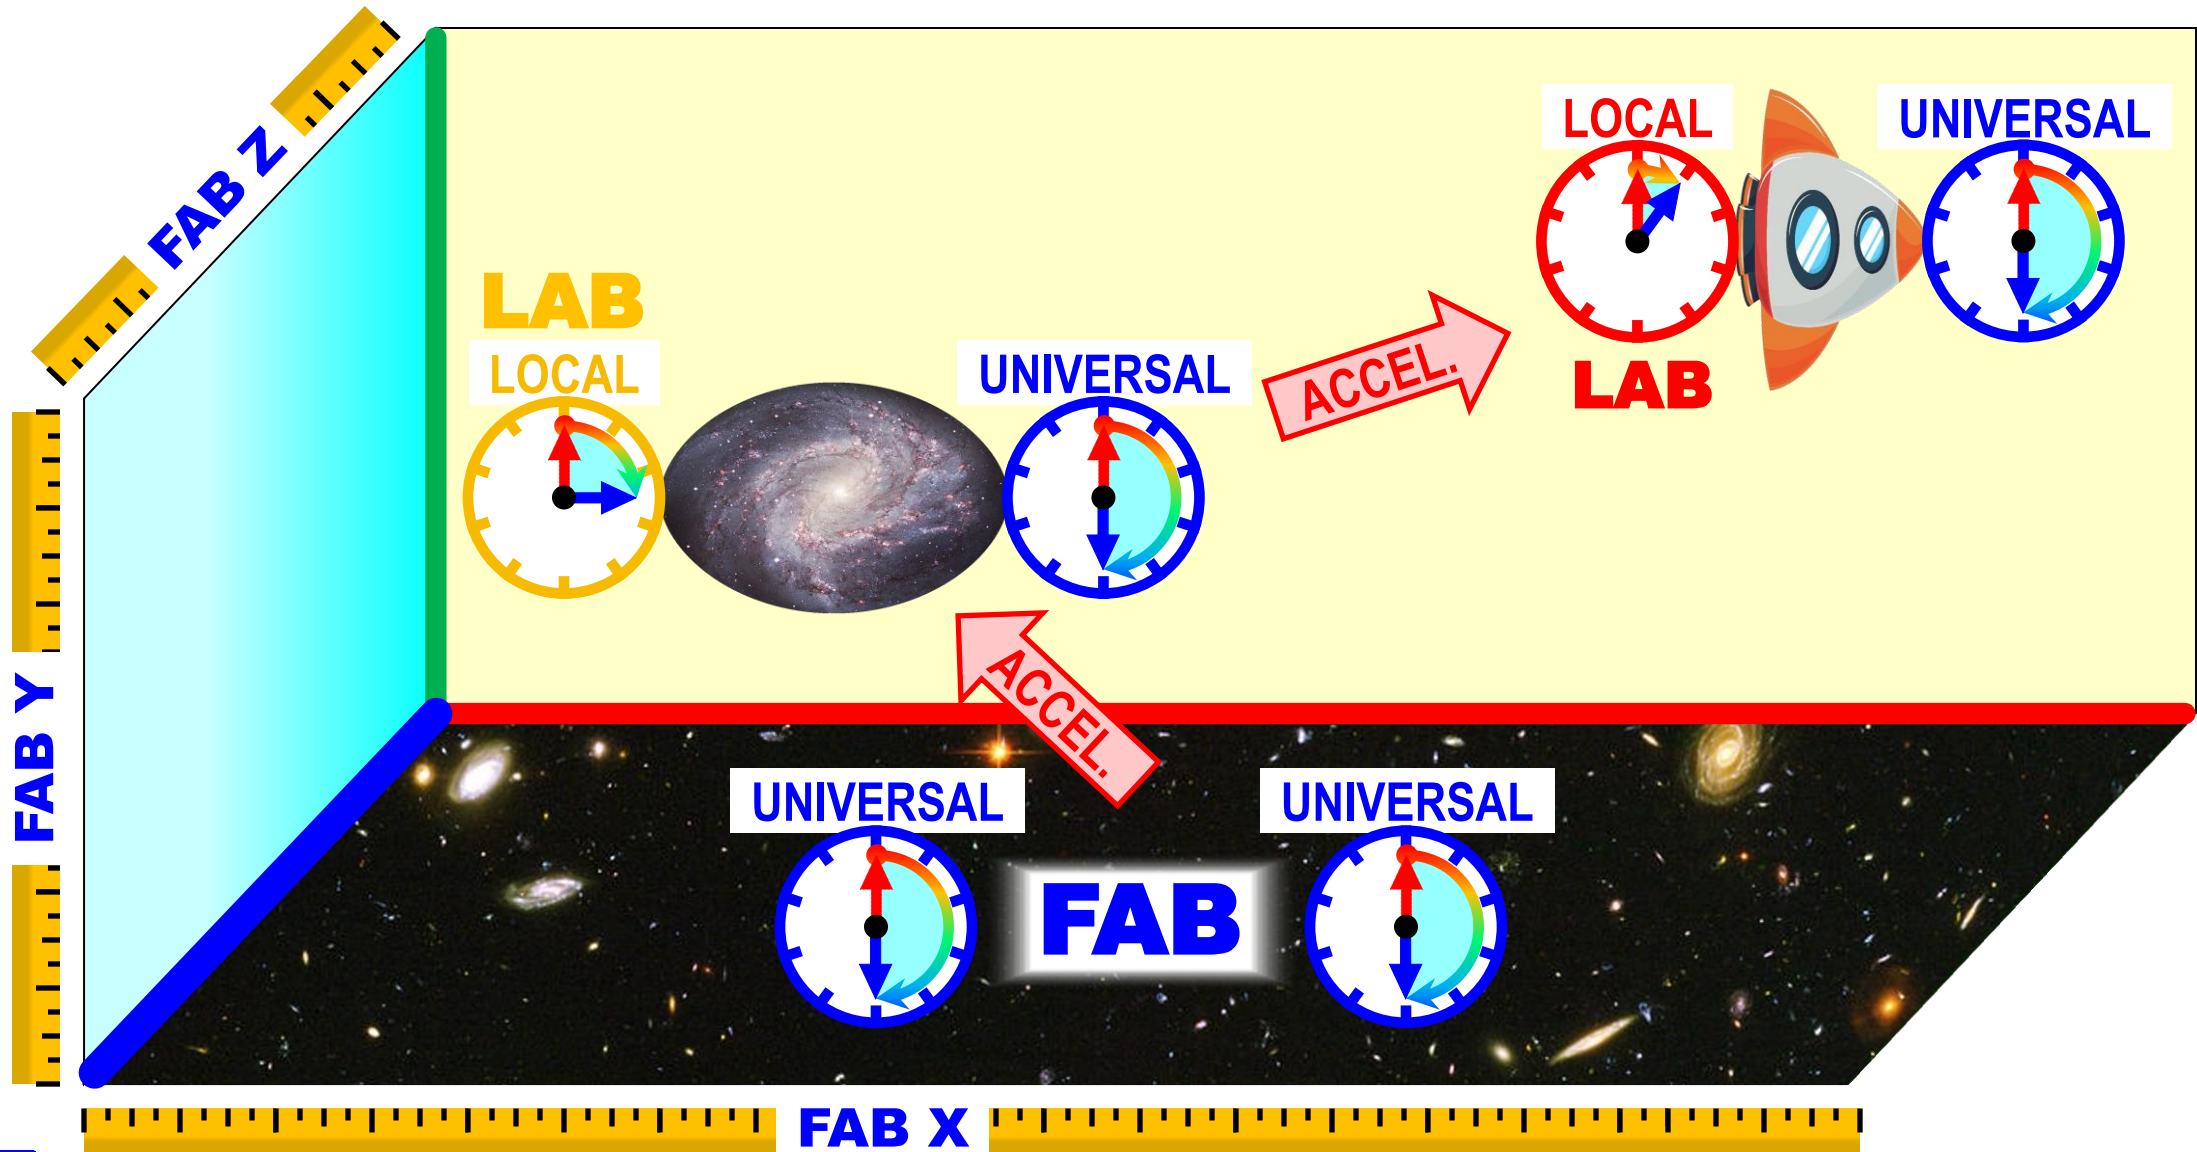 FAB Z
LOCAL
UNIVERSAL
LAB
LAB
LOCAL
UNIVERSAL
ACCEL.
ACCEL.
FAB Y
UNIVERSAL
UNIVERSAL
FAB
FAB X